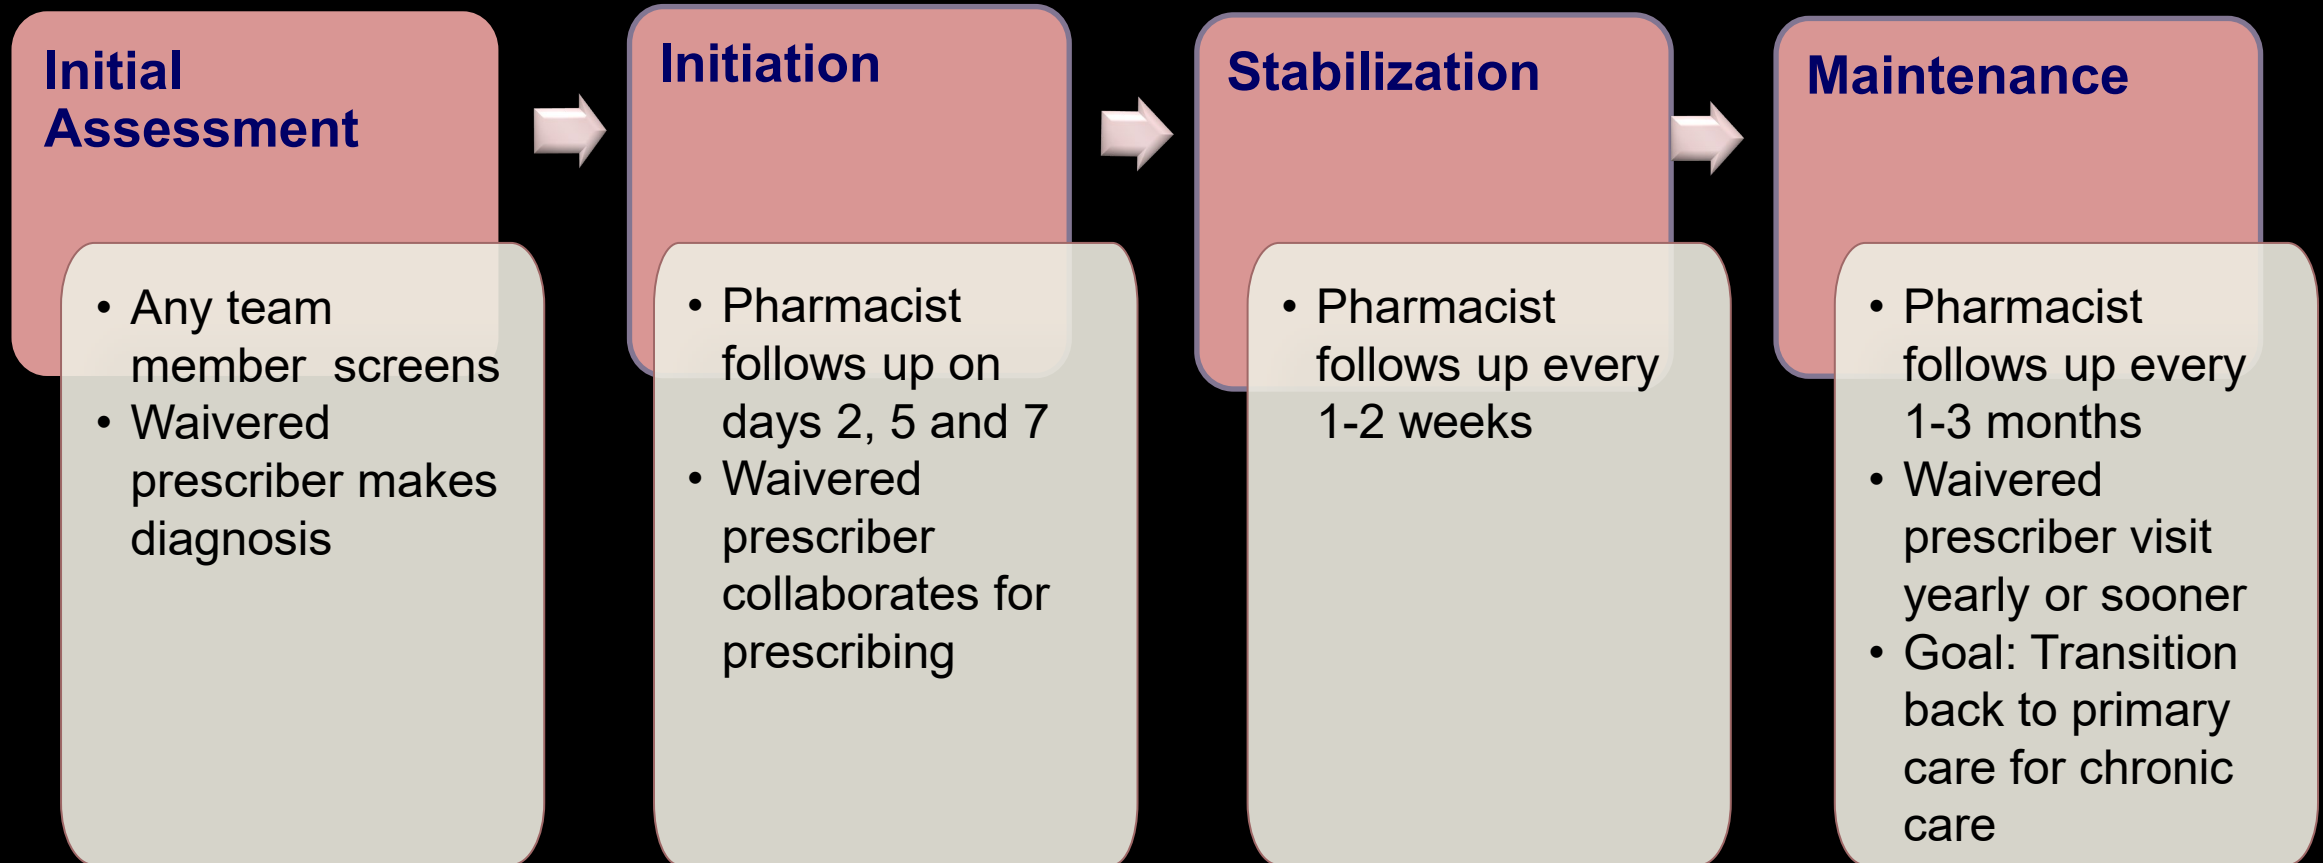 Initial
Assessment
• Any team
member  screens
• Waivered
prescriber makes
diagnosis
Initiation
• Pharmacist
follows up on
days 2, 5 and 7
• Waivered
prescriber
collaborates for
prescribing
Stabilization
• Pharmacist
follows up every
1-2 weeks
Maintenance
• Pharmacist
follows up every
1-3 months
• Waivered
prescriber visit
yearly or sooner
• Goal: Transition
back to primary
care for chronic
care